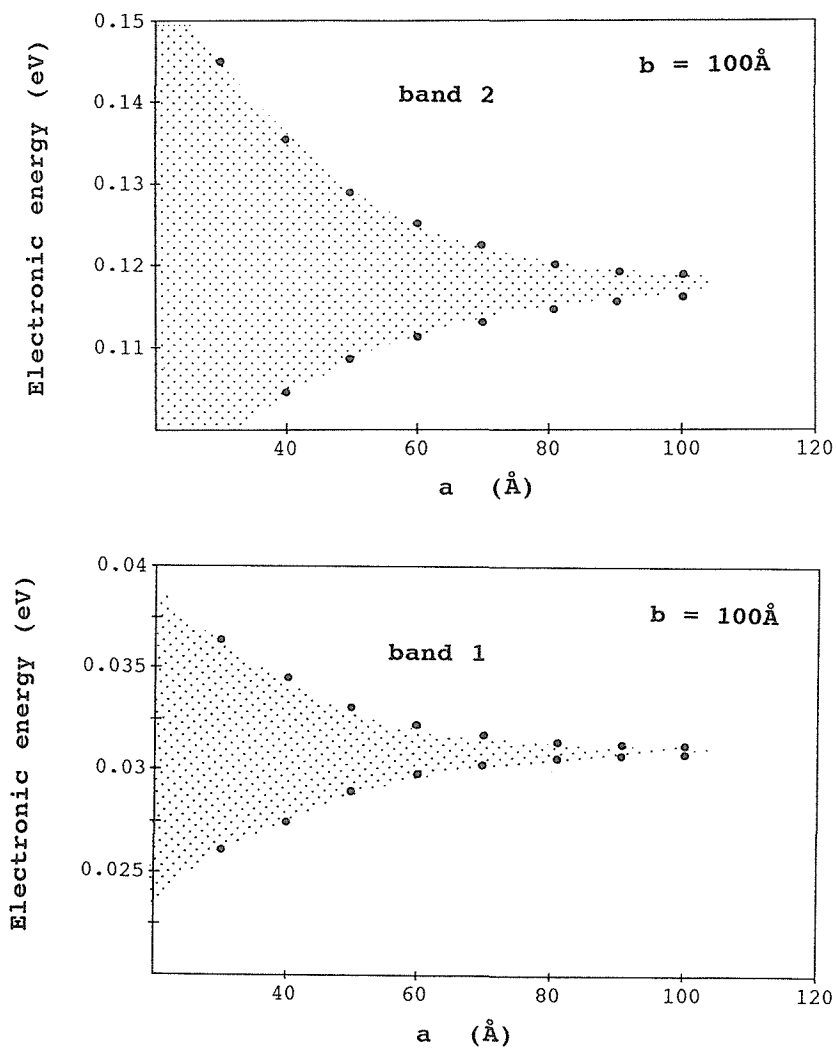 Electronic energy (eV)
0.15
0.14
0.13
0.12
0.11
b = 100Å
band 2
40 60 80 100 120
a (Å)
Electronic energy (eV)
0.04
0.035
0.03
0.025
b = 100Å
band 1
40 60 80 100 120
a (Å)